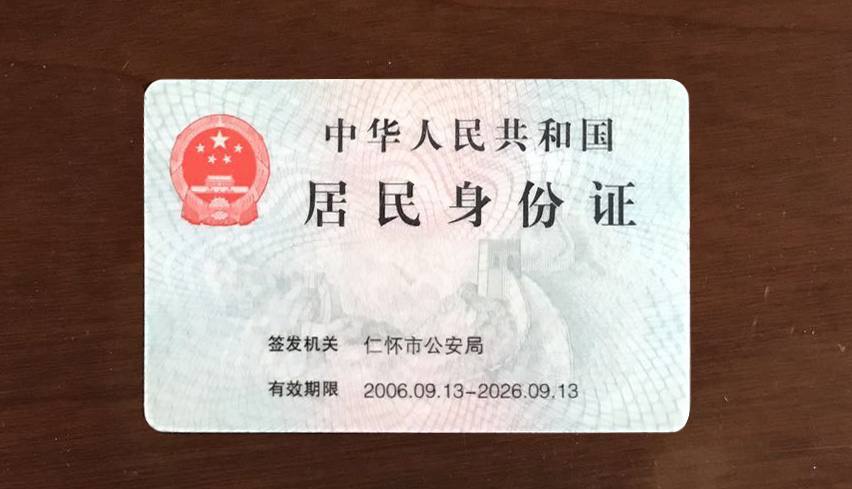 中华人民共和国
居民身份证
签发机关 仁怀市公安局
有效期限 2006.09.13-2026.09.13